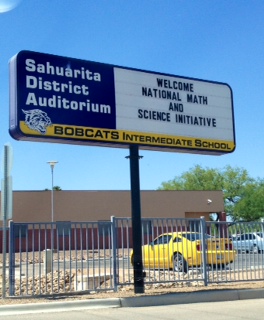 Sahuarita
District
Auditorium
WELCOME
NATIONAL MATH
AND
SCIENCE INITIATIVE
BOBCATS INTERMEDIATE SCHOOL